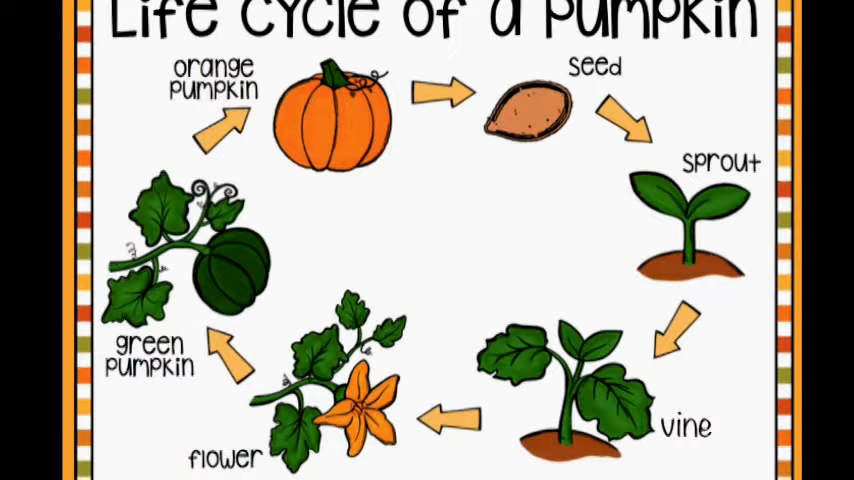 Life cycle of a pumpkin
orange
pumpkin
seed
sprout
green
pumpkin
vine
flower